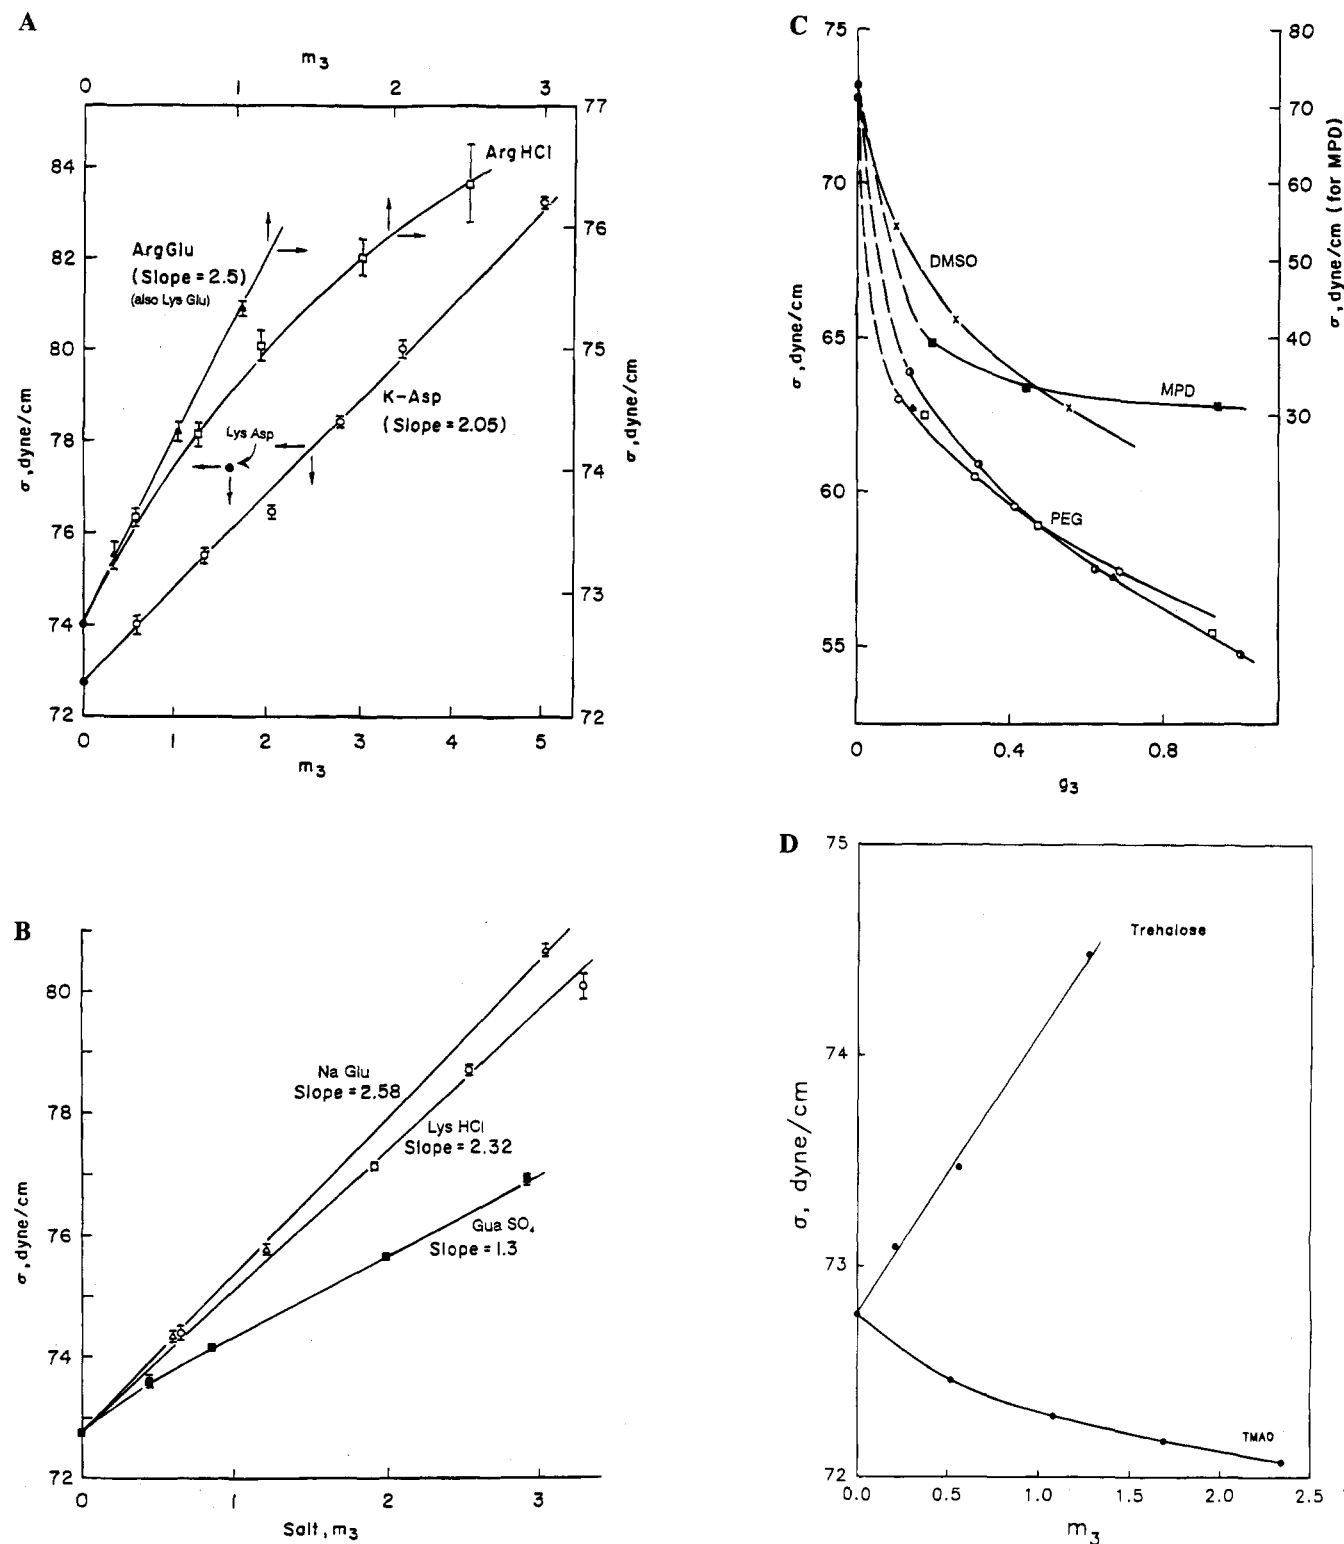 A
m3
0 1 2 3
77
76
75
74
73
72
σ, dyne/cm
84
82
80
78
76
74
72
σ, dyne/cm
ArgHCl
ArgGlu
(Slope = 2.5)
(also Lys Glu)
Lys Asp
K-Asp
(Slope = 2.05)
0 1 2 3 4 5
m3
B
80
78
76
74
72
σ, dyne/cm
Na Glu
Slope = 2.58
Lys HCl
Slope = 2.32
Gua SO4
Slope = 1.3
0 1 2 3
Salt, m3
C
75
70
65
60
55
σ, dyne/cm
80
70
60
50
40
30
σ, dyne/cm (for MPD)
DMSO
MPD
PEG
0 0.4 0.8
g3
D
75
74
73
72
σ, dyne/cm
Trehalose
TMAO
0.0 0.5 1.0 1.5 2.0 2.5
m3